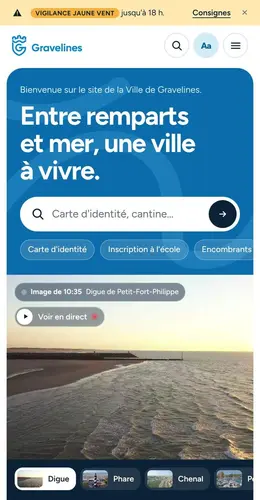 VIGILANCE JAUNE VENT jusqu'à 18 h. Consignes
Gravelines
Aa
Bienvenue sur le site de la Ville de Gravelines.
Entre remparts
et mer, une ville
à vivre.
Carte d'identité, cantine...
Carte d'identité Inscription à l'école Encombrants
Image de 10:35 Digue de Petit-Fort-Philippe
Voir en direct
Digue Phare Chenal